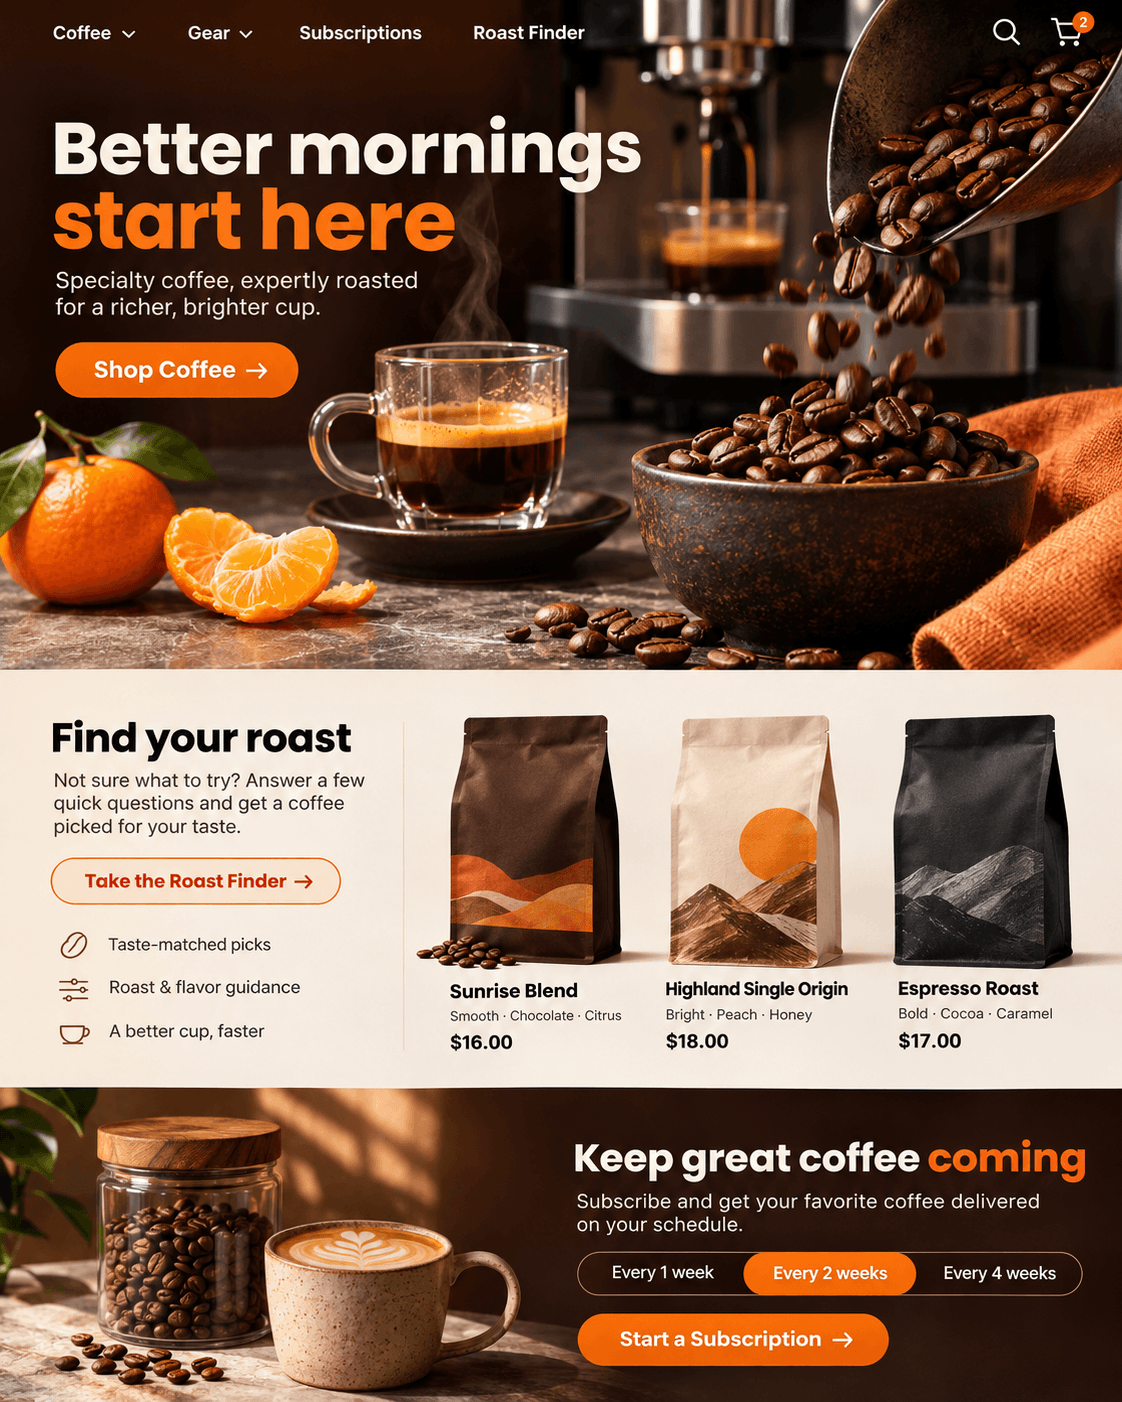 Coffee
Gear
Subscriptions
Roast Finder
2
Better mornings
start here
Specialty coffee, expertly roasted
for a richer, brighter cup.
Shop Coffee →
Find your roast
Not sure what to try? Answer a few
quick questions and get a coffee
picked for your taste.
Take the Roast Finder →
Taste-matched picks
Roast & flavor guidance
A better cup, faster
Sunrise Blend
Smooth · Chocolate · Citrus
$16.00
Highland Single Origin
Bright · Peach · Honey
$18.00
Espresso Roast
Bold · Cocoa · Caramel
$17.00
Keep great coffee coming
Subscribe and get your favorite coffee delivered
on your schedule.
Every 1 week
Every 2 weeks
Every 4 weeks
Start a Subscription →